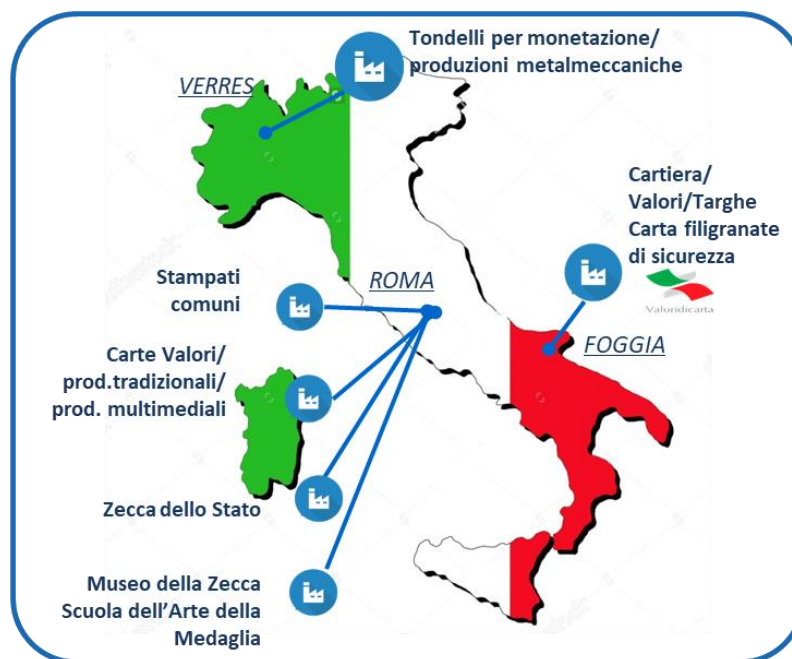 Tondelli per monetazione/
produzioni metalmeccaniche
VERRES
Cartiera/
Valori/Targhe
Carta filigranate
di sicurezza
Valoridicarta
ROMA
Stampati
comuni
FOGGIA
Carte Valori/
prod.tradizionali/
prod. multimediali
Zecca dello Stato
Museo della Zecca
Scuola dell’Arte della
Medaglia